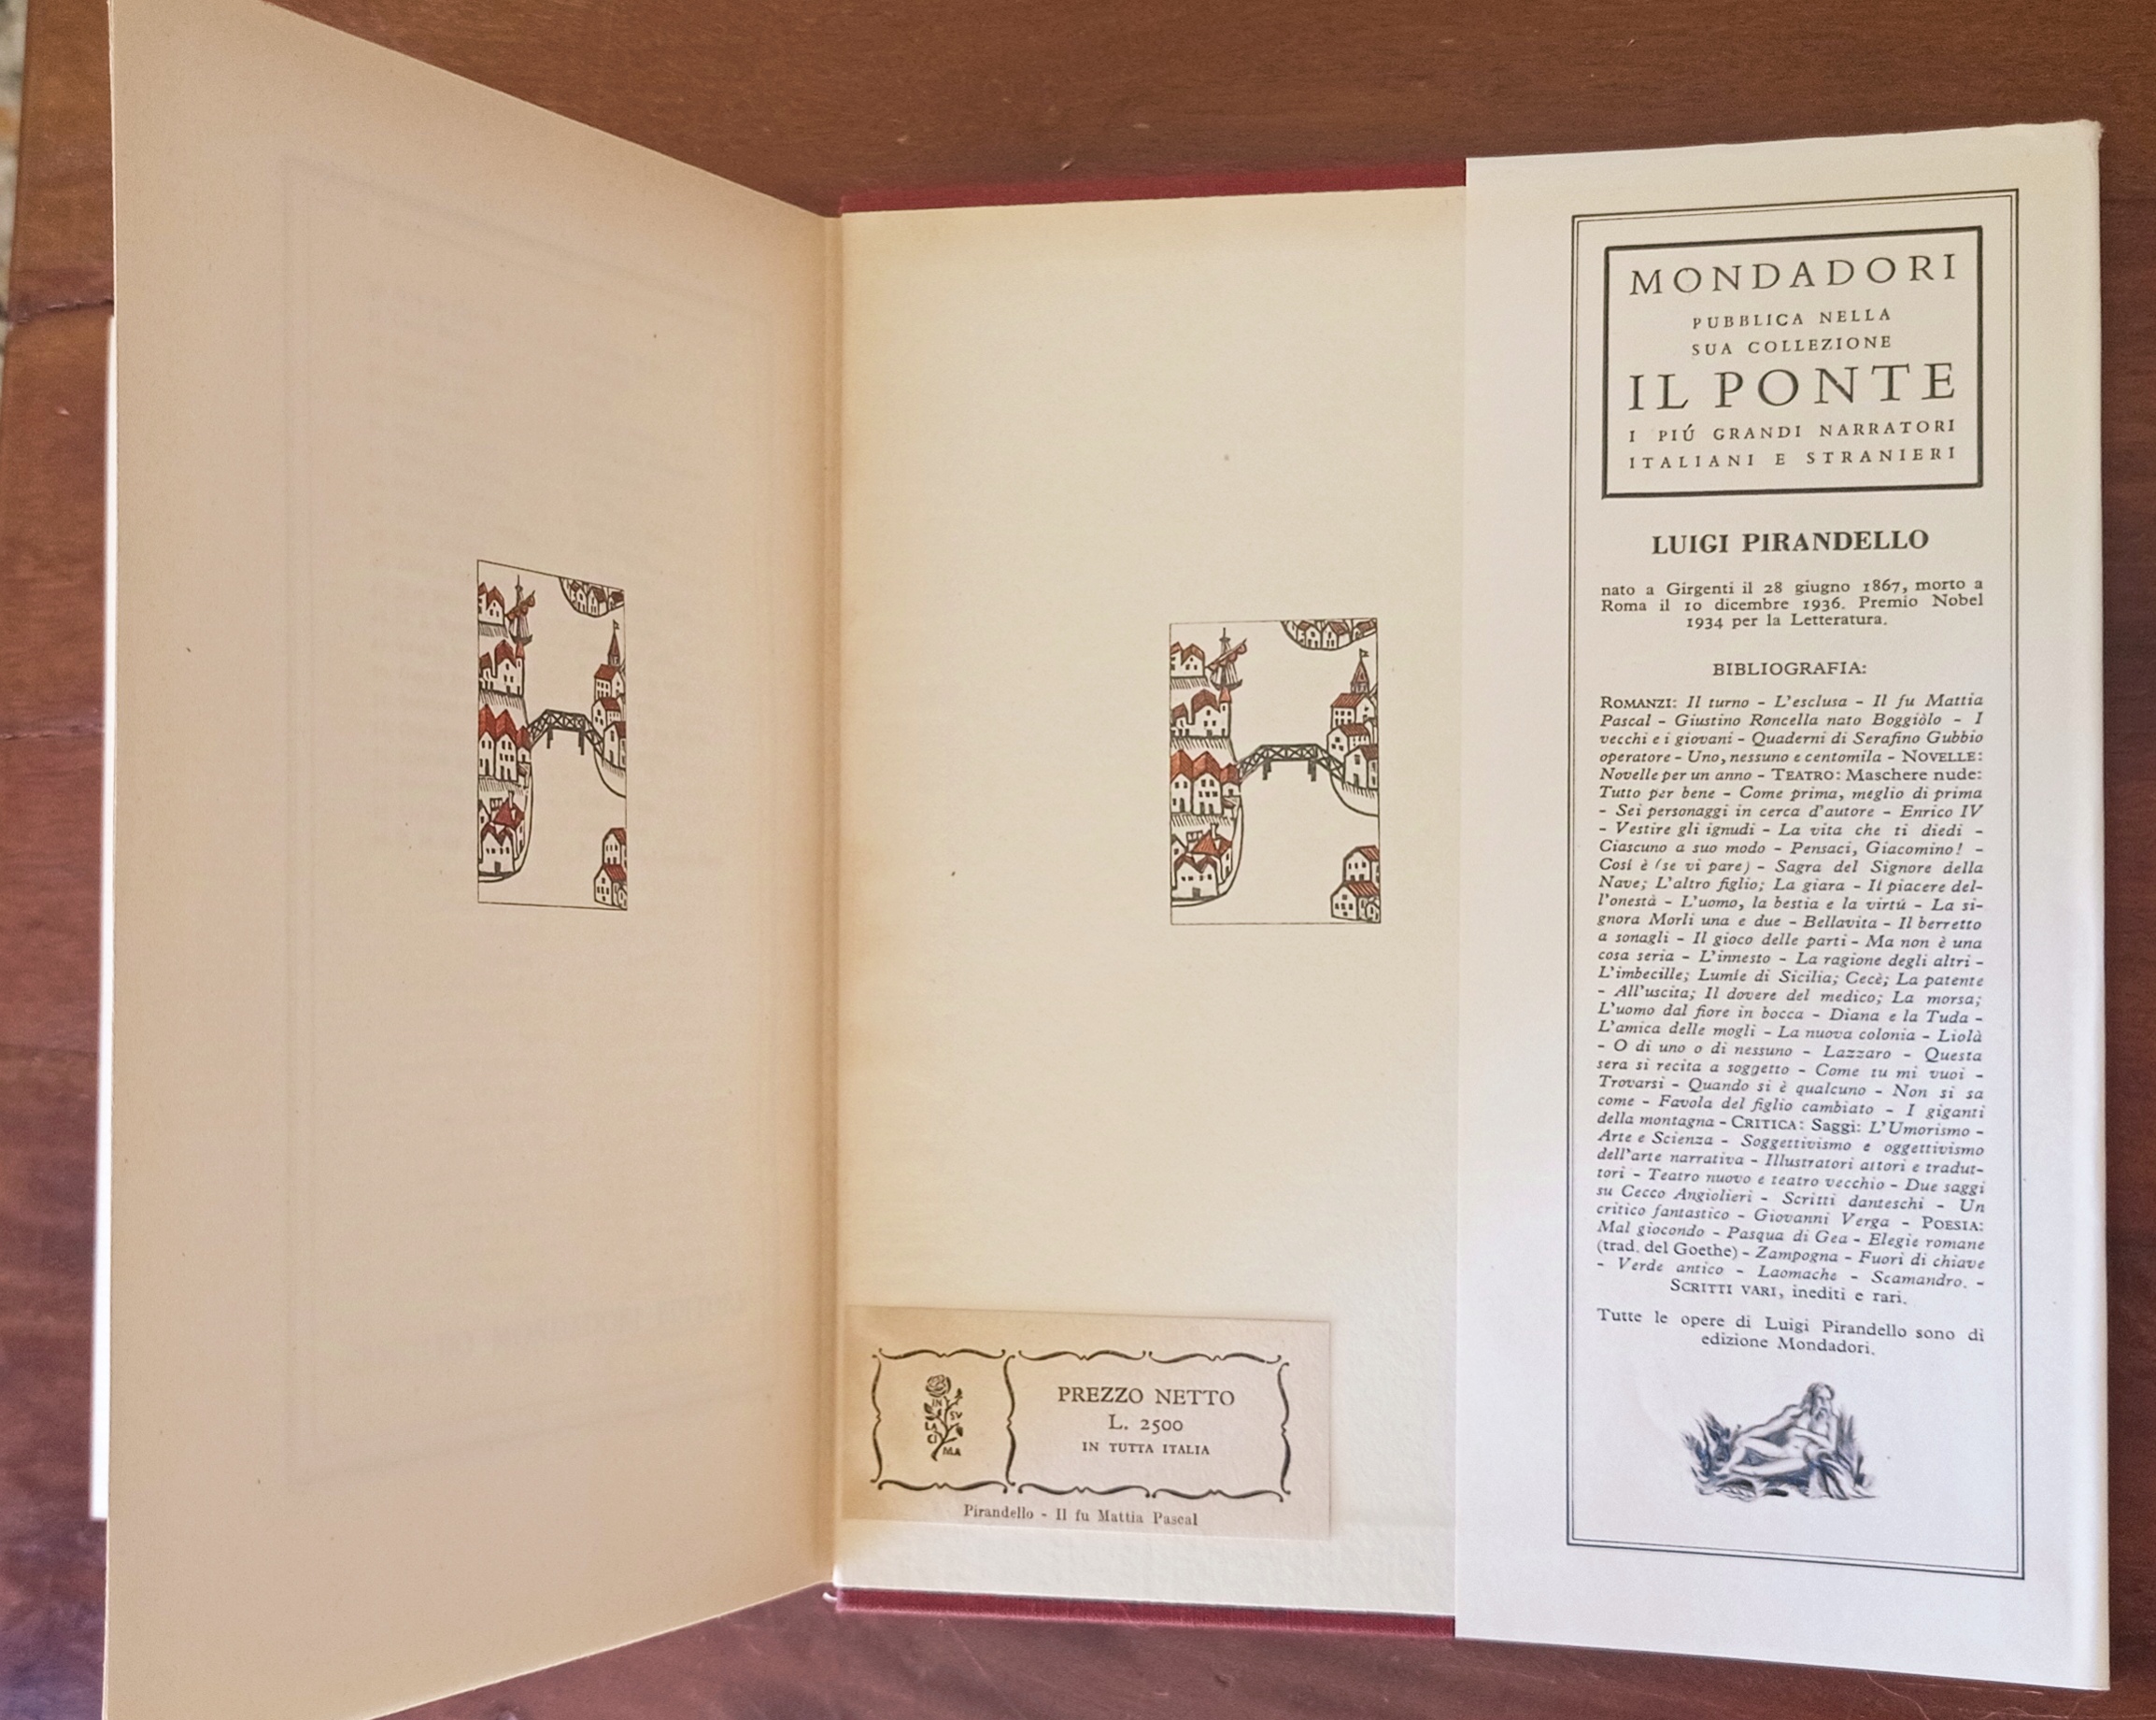 PREZZO NETTO
L. 2500
IN TUTTA ITALIA
IN
SV
LA
CI
MA
Pirandello - Il fu Mattia Pascal
MONDADORI
PUBBLICA NELLA
SUA COLLEZIONE
IL PONTE
I PIÚ GRANDI NARRATORI
ITALIANI E STRANIERI
LUIGI PIRANDELLO
nato a Girgenti il 28 giugno 1867, morto a
Roma il 10 dicembre 1936. Premio Nobel
1934 per la Letteratura.
BIBLIOGRAFIA:
ROMANZI: Il turno - L'esclusa - Il fu Mattia
Pascal - Giustino Roncella nato Boggiòlo - I
vecchi e i giovani - Quaderni di Serafino Gubbio
operatore - Uno, nessuno e centomila - NOVELLE:
Novelle per un anno - TEATRO: Maschere nude:
Tutto per bene - Come prima, meglio di prima
- Sei personaggi in cerca d'autore - Enrico IV
- Vestire gli ignudi - La vita che ti diedi -
Ciascuno a suo modo - Pensaci, Giacomino! -
Cosí è (se vi pare) - Sagra del Signore della
Nave; L'altro figlio; La giara - Il piacere del-
l'onestà - L'uomo, la bestia e la virtú - La si-
gnora Morli una e due - Bellavita - Il berretto
a sonagli - Il gioco delle parti - Ma non è una
cosa seria - L'innesto - La ragione degli altri -
L'imbecille; Lumíe di Sicilia; Cecè; La patente
- All'uscita; Il dovere del medico; La morsa;
L'uomo dal fiore in bocca - Diana e la Tuda -
L'amica delle mogli - La nuova colonia - Liolà
- O di uno o di nessuno - Lazzaro - Questa
sera si recita a soggetto - Come tu mi vuoi -
Trovarsi - Quando si è qualcuno - Non si sa
come - Favola del figlio cambiato - I giganti
della montagna - CRITICA: Saggi: L'Umorismo -
Arte e Scienza - Soggettivismo e oggettivismo
dell'arte narrativa - Illustratori attori e tradut-
tori - Teatro nuovo e teatro vecchio - Due saggi
su Cecco Angiolieri - Scritti danteschi - Un
critico fantastico - Giovanni Verga - POESIA:
Mal giocondo - Pasqua di Gea - Elegie romane
(trad. del Goethe) - Zampogna - Fuori di chiave
- Verde antico - Laomache - Scamandro. -
SCRITTI VARI, inediti e rari.
Tutte le opere di Luigi Pirandello sono di
edizione Mondadori.